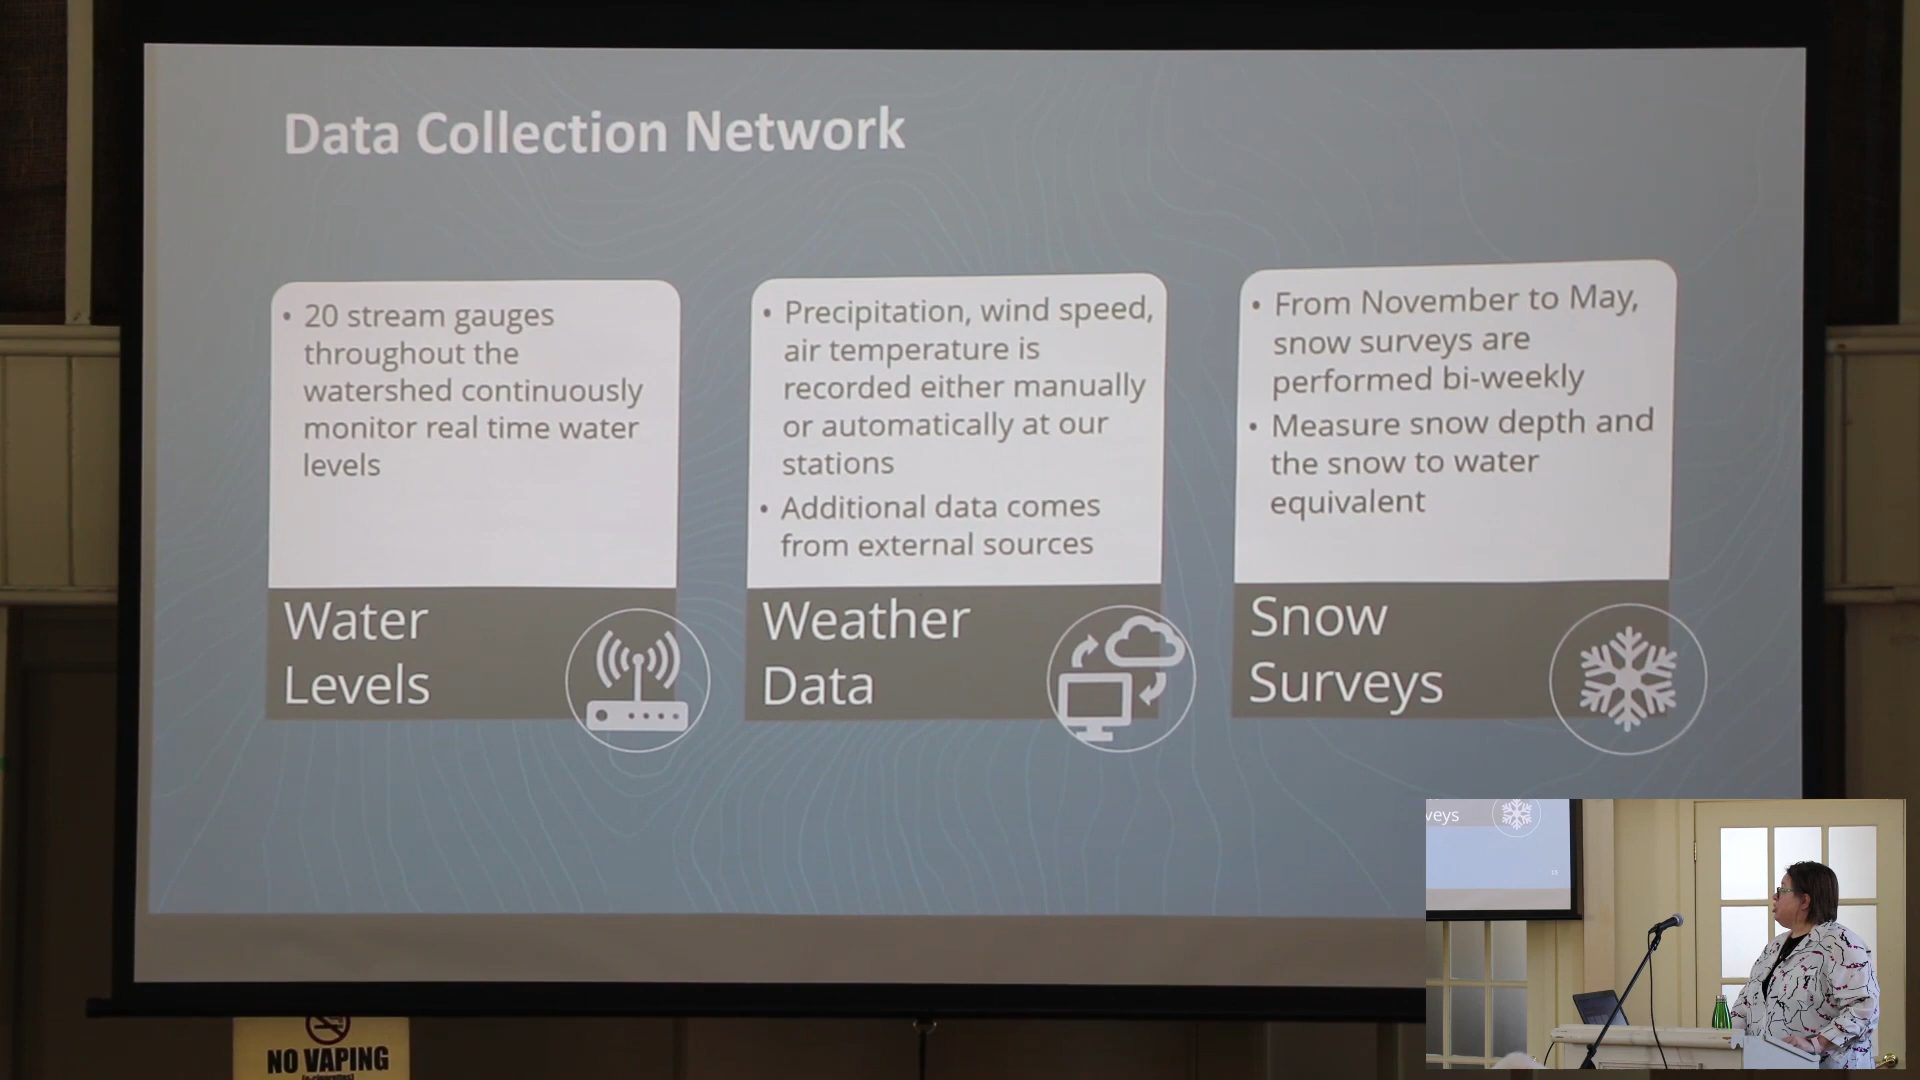 Data Collection Network
• 20 stream gauges
throughout the
watershed continuously
monitor real time water
levels
Water
Levels
• Precipitation, wind speed,
air temperature is
recorded either manually
or automatically at our
stations
• Additional data comes
from external sources
Weather
Data
• From November to May,
snow surveys are
performed bi-weekly
• Measure snow depth and
the snow to water
equivalent
Snow
Surveys
veys
15
NO VAPING